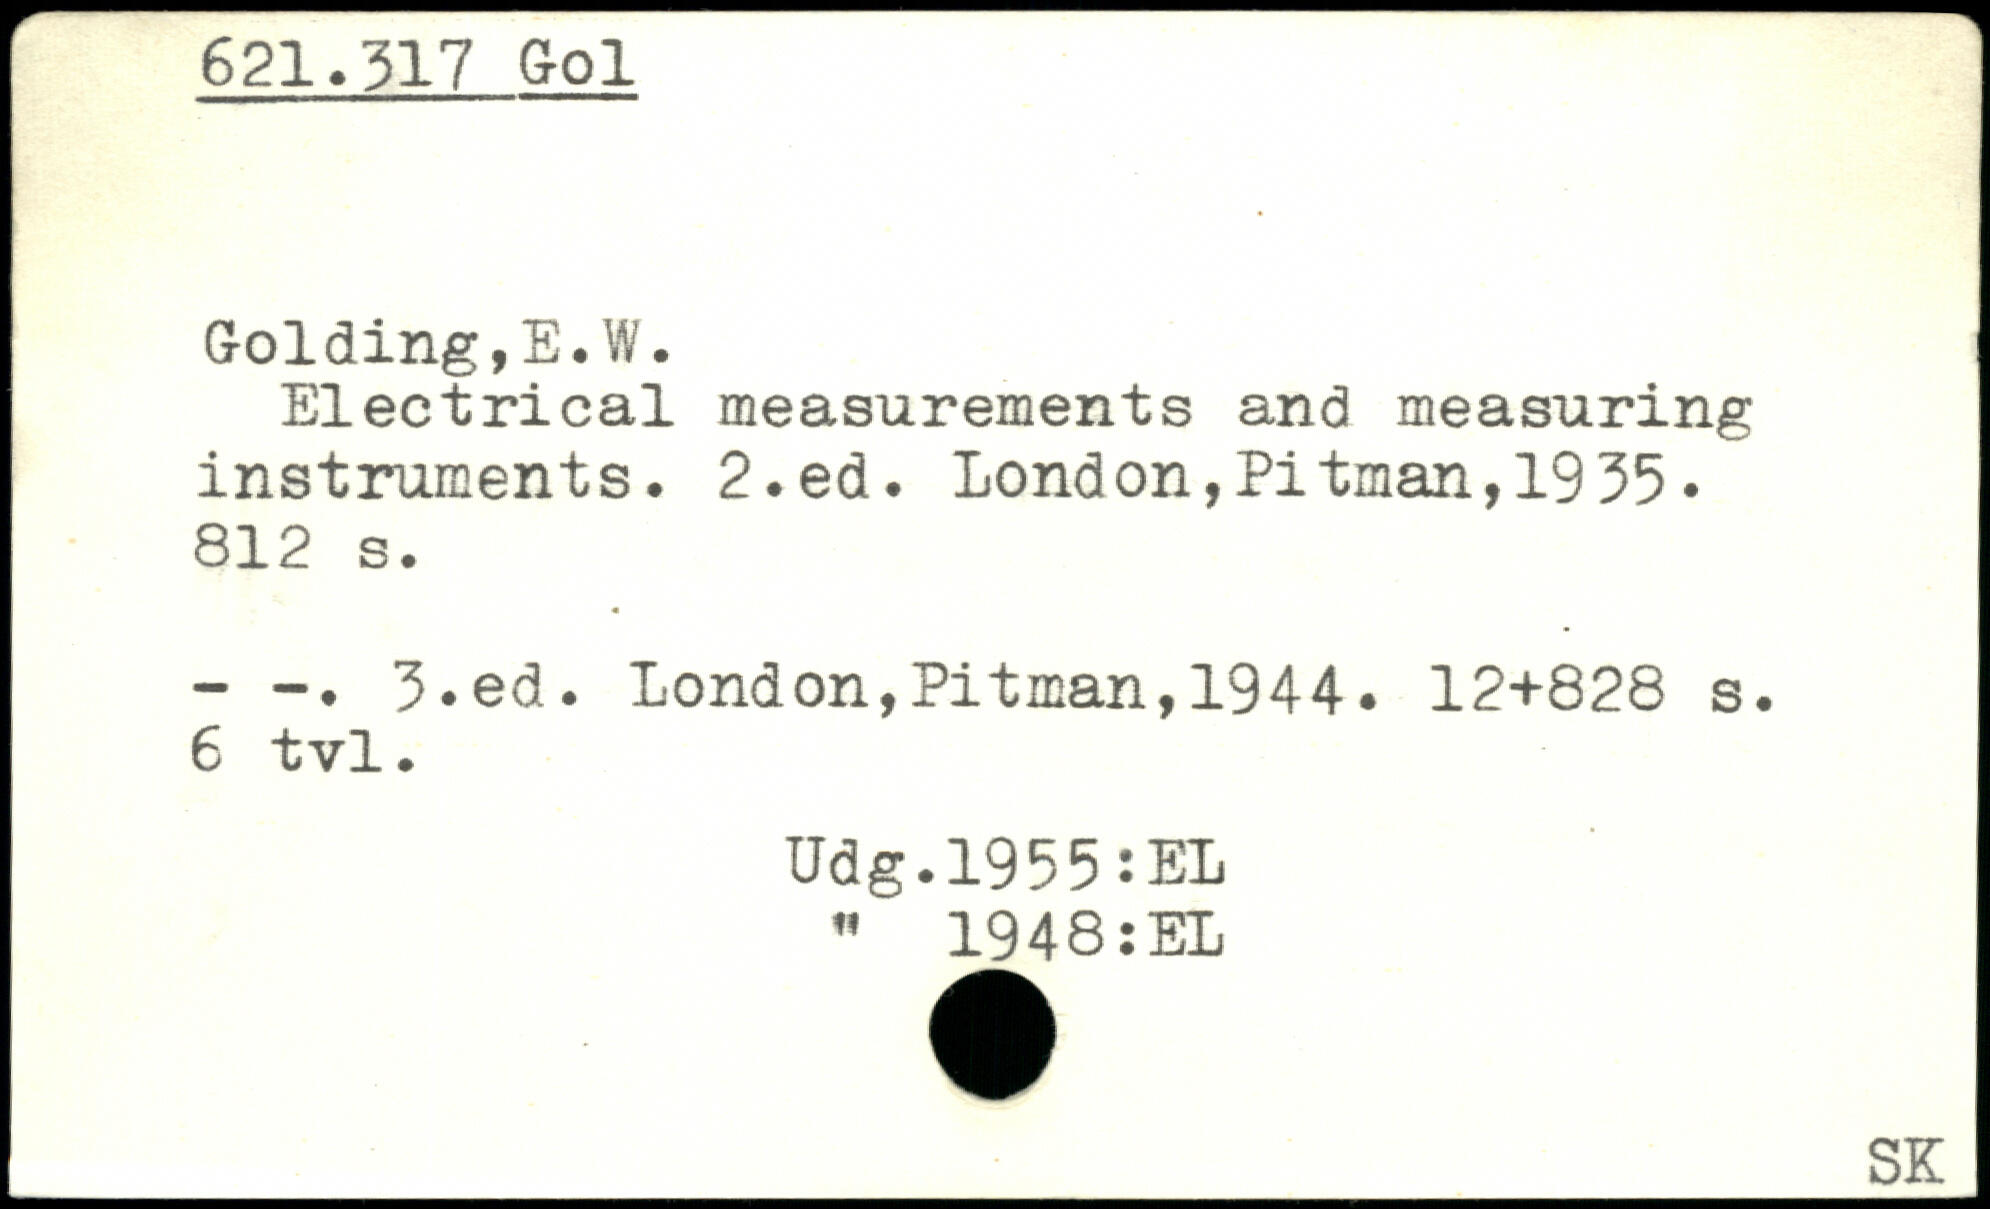 621.317 Gol
Golding,E.W.
Electrical measurements and measuring
instruments. 2.ed. London,Pitman,1935.
812 s.
- -. 3.ed. London,Pitman,1944. 12+828 s.
6 tvl.
Udg.1955:EL
" 1948:EL
SK